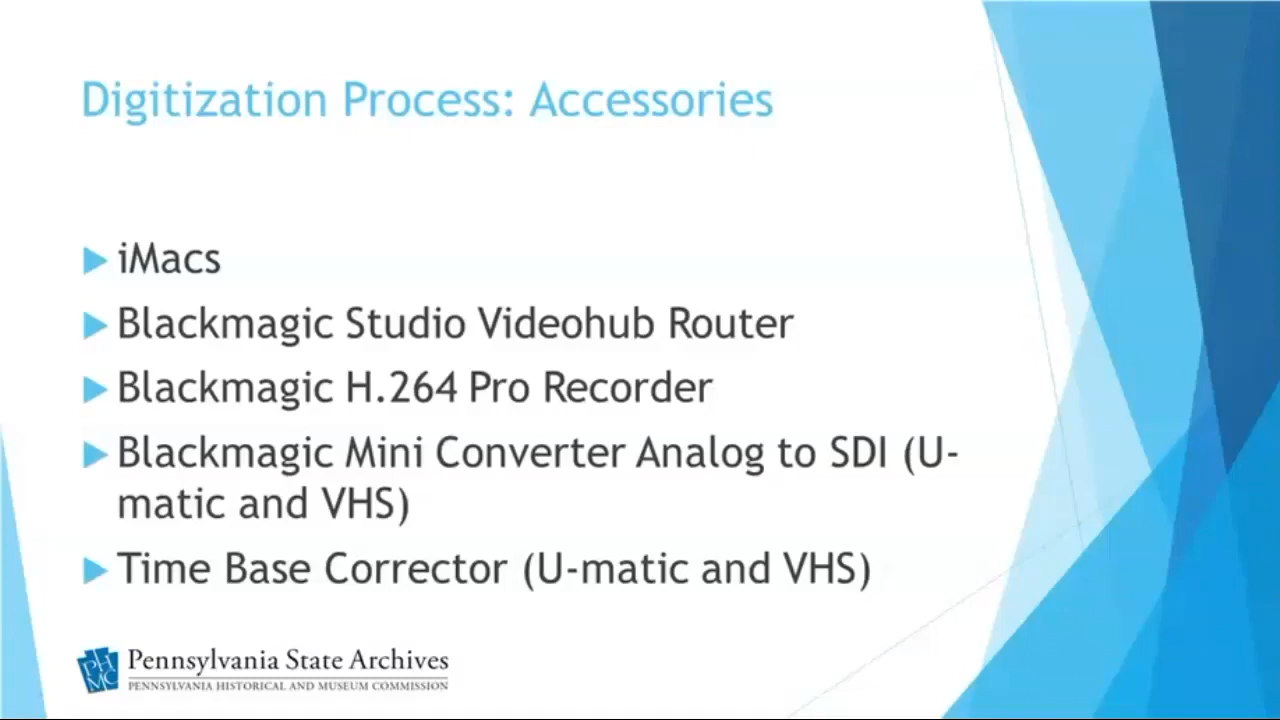 Digitization Process: Accessories
iMacs
Blackmagic Studio Videohub Router
Blackmagic H.264 Pro Recorder
Blackmagic Mini Converter Analog to SDI (U-
matic and VHS)
Time Base Corrector (U-matic and VHS)
PHMC
Pennsylvania State Archives
PENNSYLVANIA HISTORICAL AND MUSEUM COMMISSION